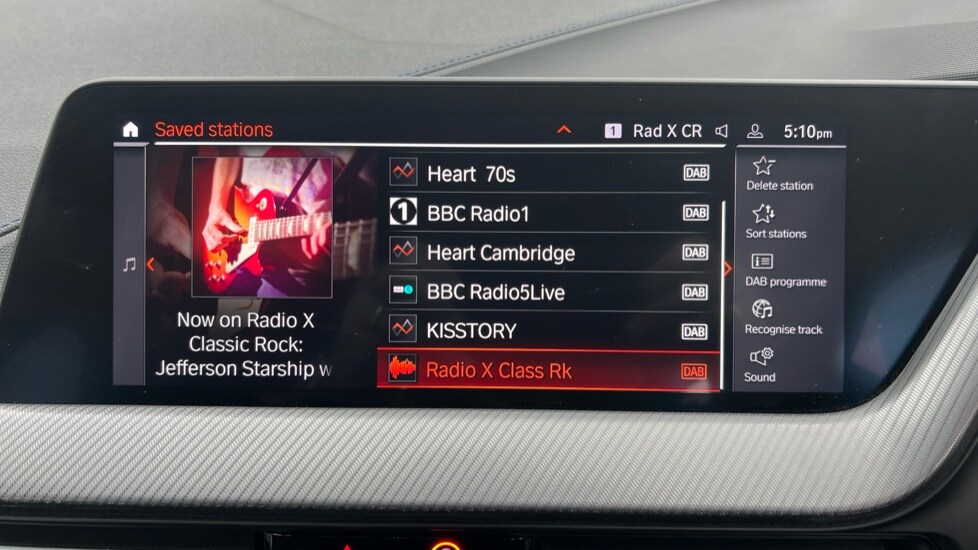 Saved stations
1 Rad X CR 5:10pm
Heart 70s DAB
1 BBC Radio1 DAB
Heart Cambridge DAB
BBC Radio5Live DAB
KISSTORY DAB
Radio X Class Rk DAB
Now on Radio X
Classic Rock:
Jefferson Starship w
Delete station
Sort stations
DAB programme
Recognise track
Sound